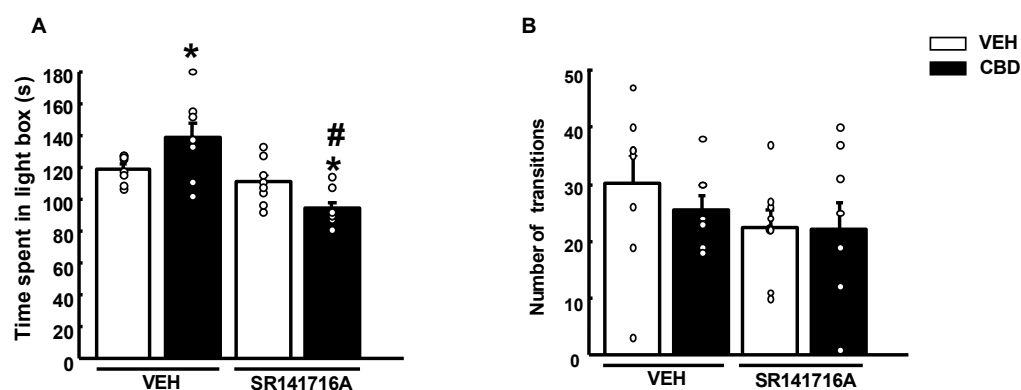 A
B
VEH
CBD
Time spent in light box (s)
180
160
140
120
100
80
60
40
20
0
*
#
*
VEH
SR141716A
Number of transitions
50
40
30
20
10
0
VEH
SR141716A